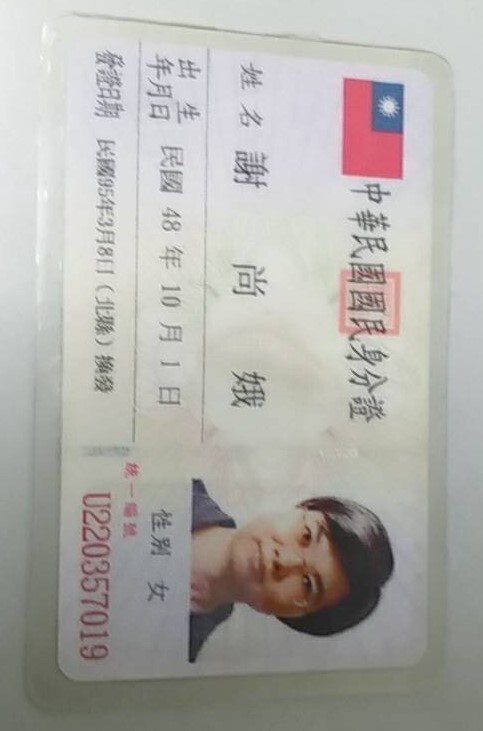 中華民國國民身分證
姓名 謝尚娥
出生年月日 民國 48 年 10 月 1 日
性別 女
發證日期 民國95年3月8日（北縣）換發
統一編號
U220357019